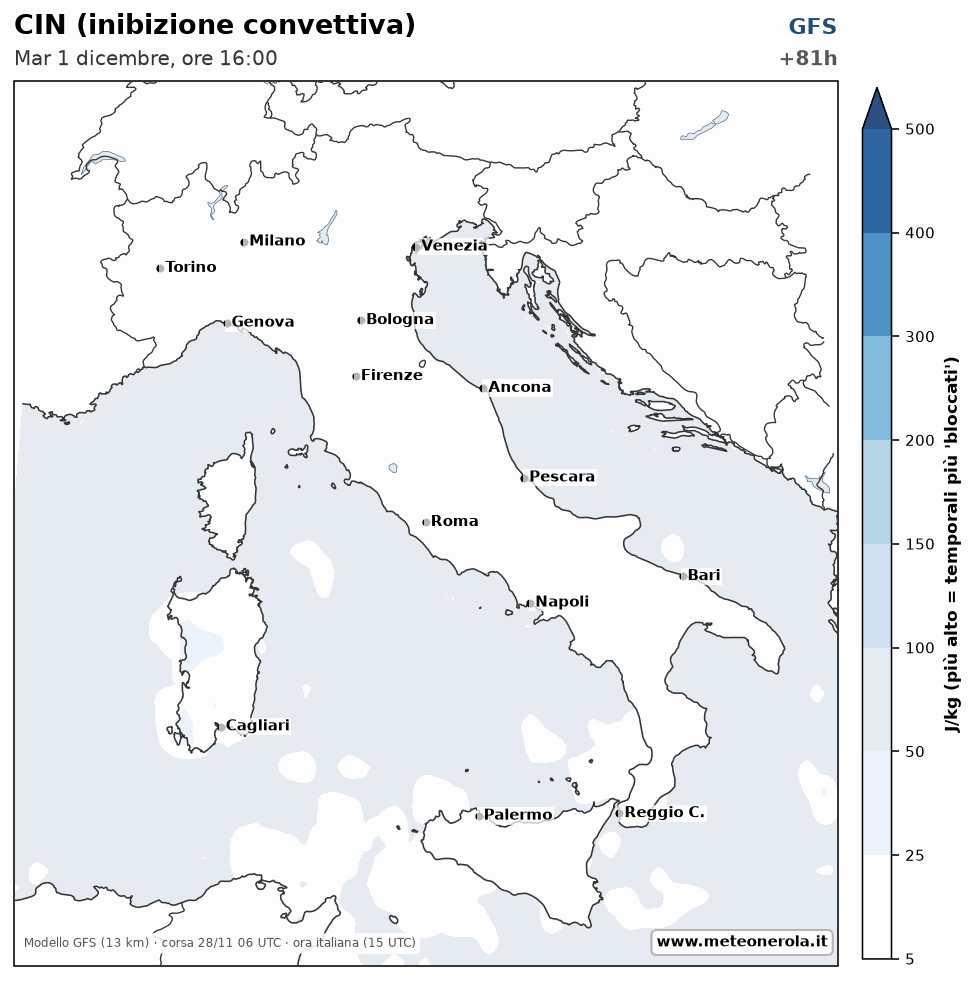 CIN (inibizione convettiva)
GFS
Mar 1 dicembre, ore 16:00
+81h
Milano
Venezia
Torino
Genova
Bologna
Firenze
Ancona
Pescara
Roma
Bari
Napoli
Cagliari
Palermo
Reggio C.
Modello GFS (13 km) · corsa 28/11 06 UTC · ora italiana (15 UTC)
www.meteonerola.it
500
400
300
200
150
100
50
25
5
J/kg (più alto = temporali più 'bloccati')